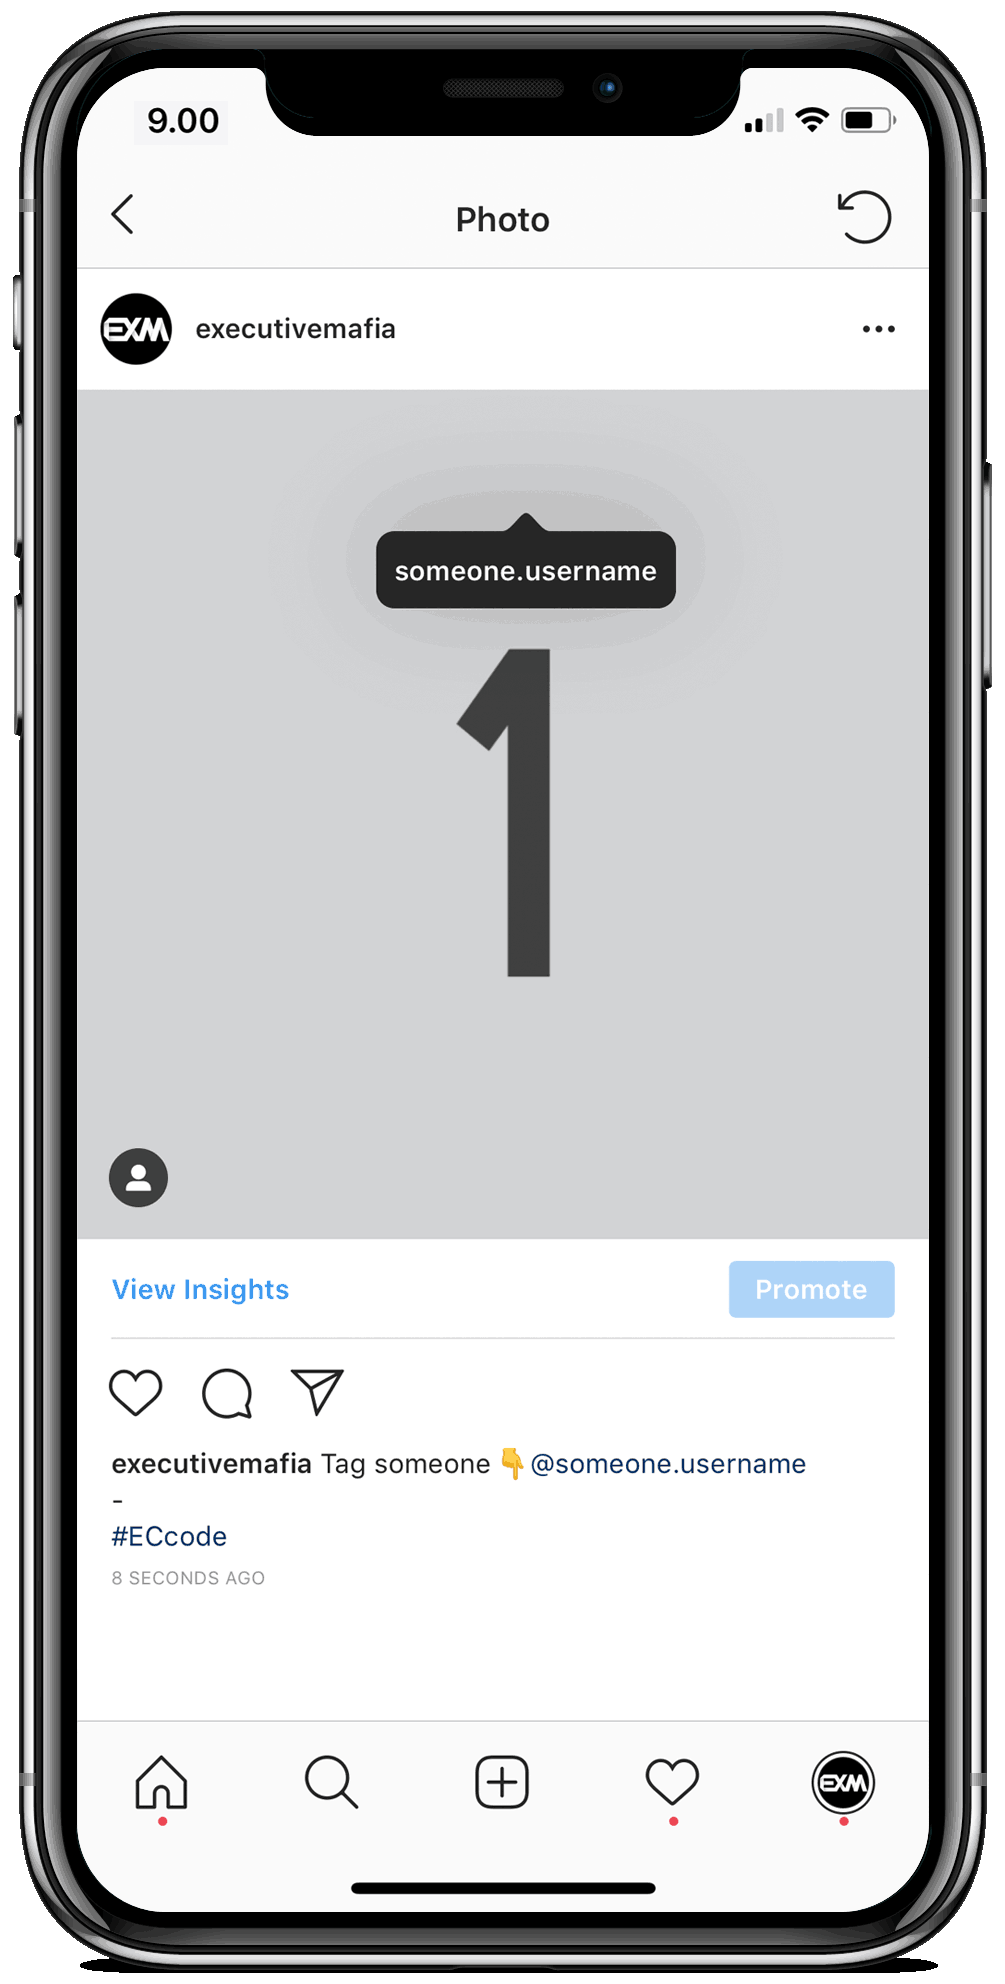 9.00
Photo
EXM executivemafia
someone.username
1
View Insights Promote
executivemafia Tag someone 👇@someone.username
-
#ECcode
8 SECONDS AGO
EXM